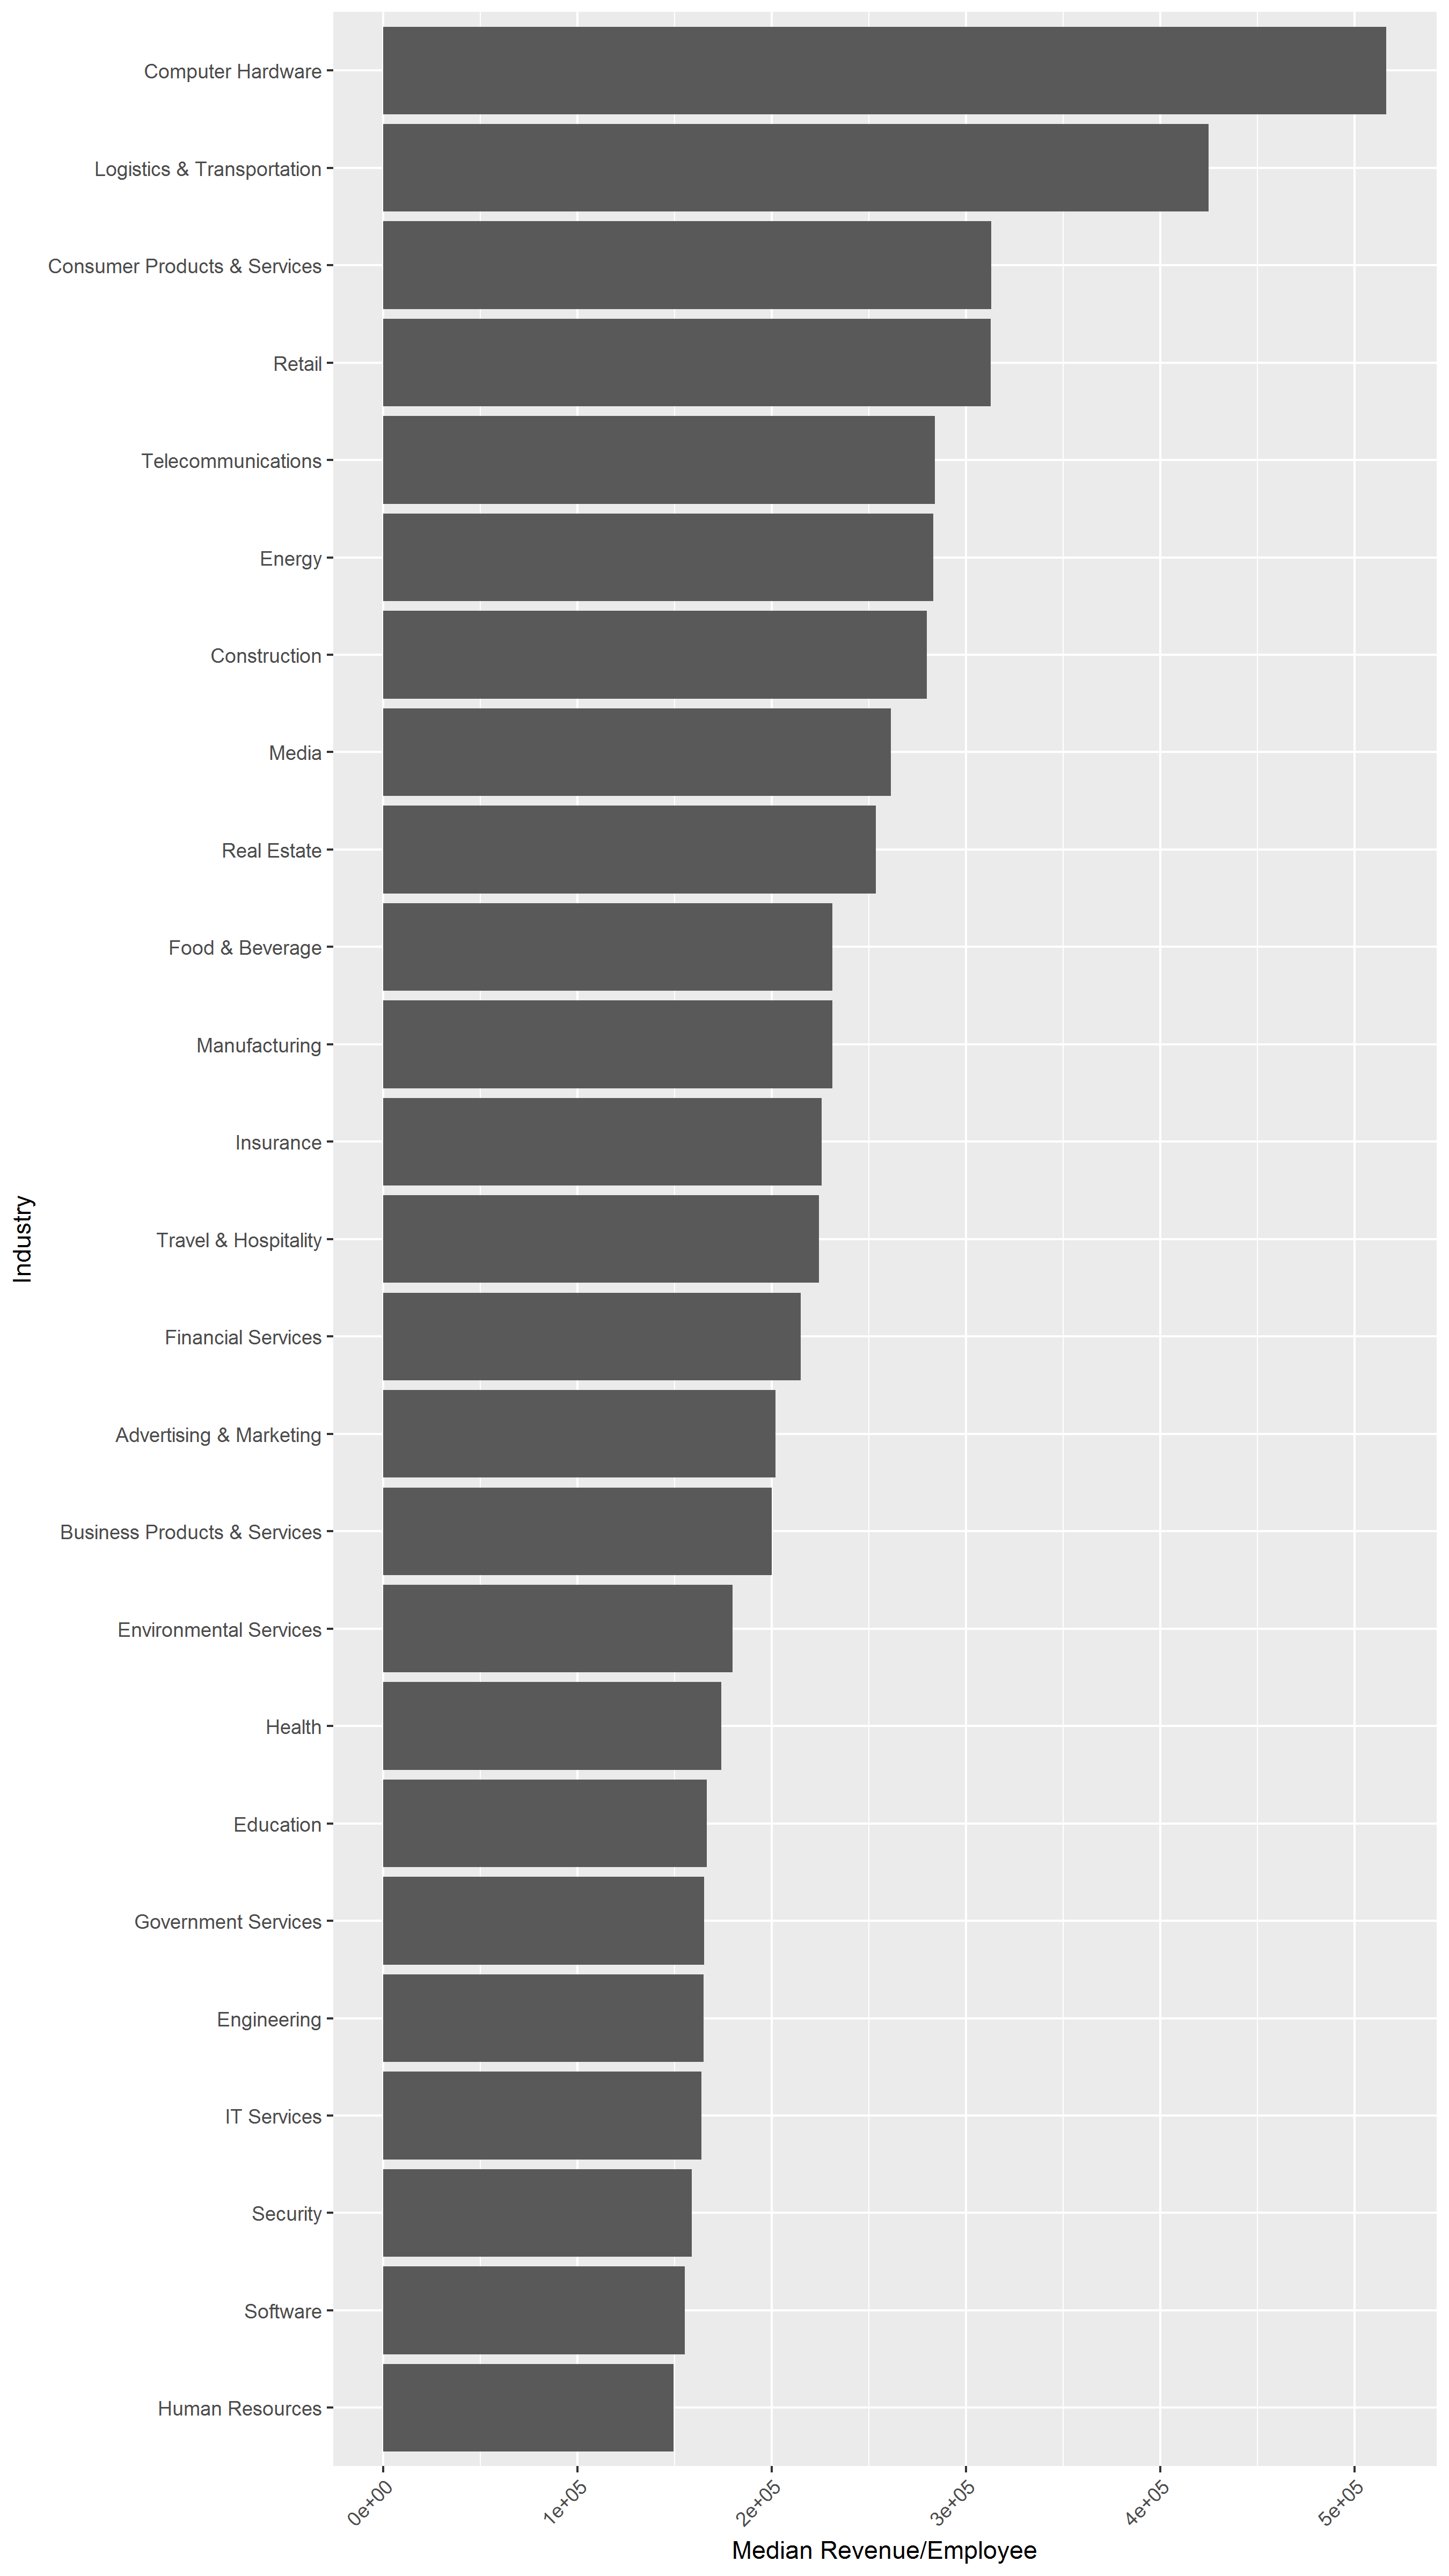 Computer Hardware
Logistics & Transportation
Consumer Products & Services
Retail
Telecommunications
Energy
Construction
Media
Real Estate
Food & Beverage
Manufacturing
Insurance
Travel & Hospitality
Financial Services
Advertising & Marketing
Business Products & Services
Environmental Services
Health
Education
Government Services
Engineering
IT Services
Security
Software
Human Resources
Industry
0e+00
1e+05
2e+05
3e+05
4e+05
5e+05
Median Revenue/Employee